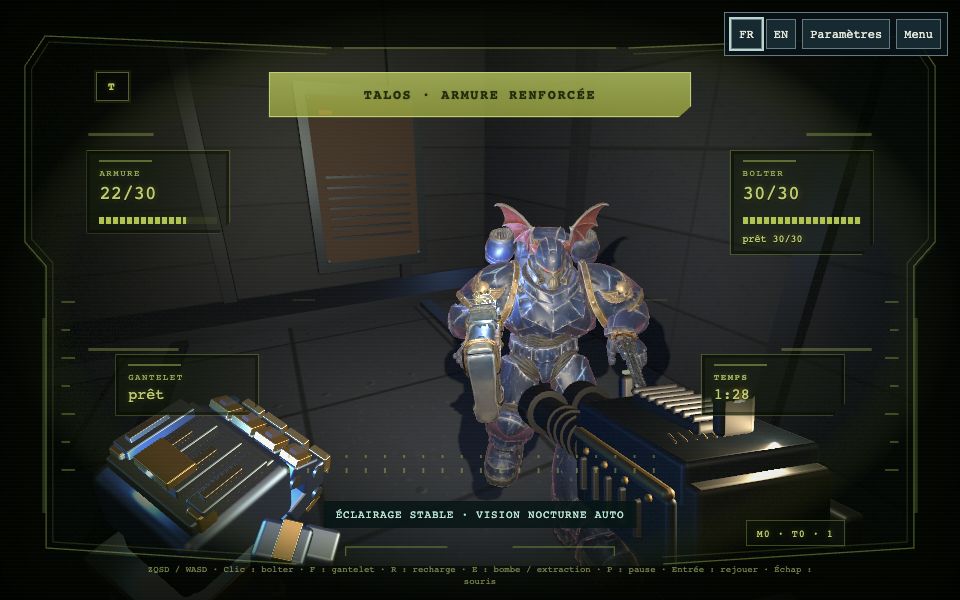 FR EN Paramètres Menu
T
TALOS · ARMURE RENFORCÉE
ARMURE
22/30
BOLTER
30/30
prêt 30/30
GANTELET
prêt
TEMPS
1:28
ÉCLAIRAGE STABLE · VISION NOCTURNE AUTO
M0 · T0 · 1
ZQSD / WASD · Clic : bolter · F : gantelet · R : recharge · E : bombe / extraction · P : pause · Entrée : rejouer · Échap :
souris